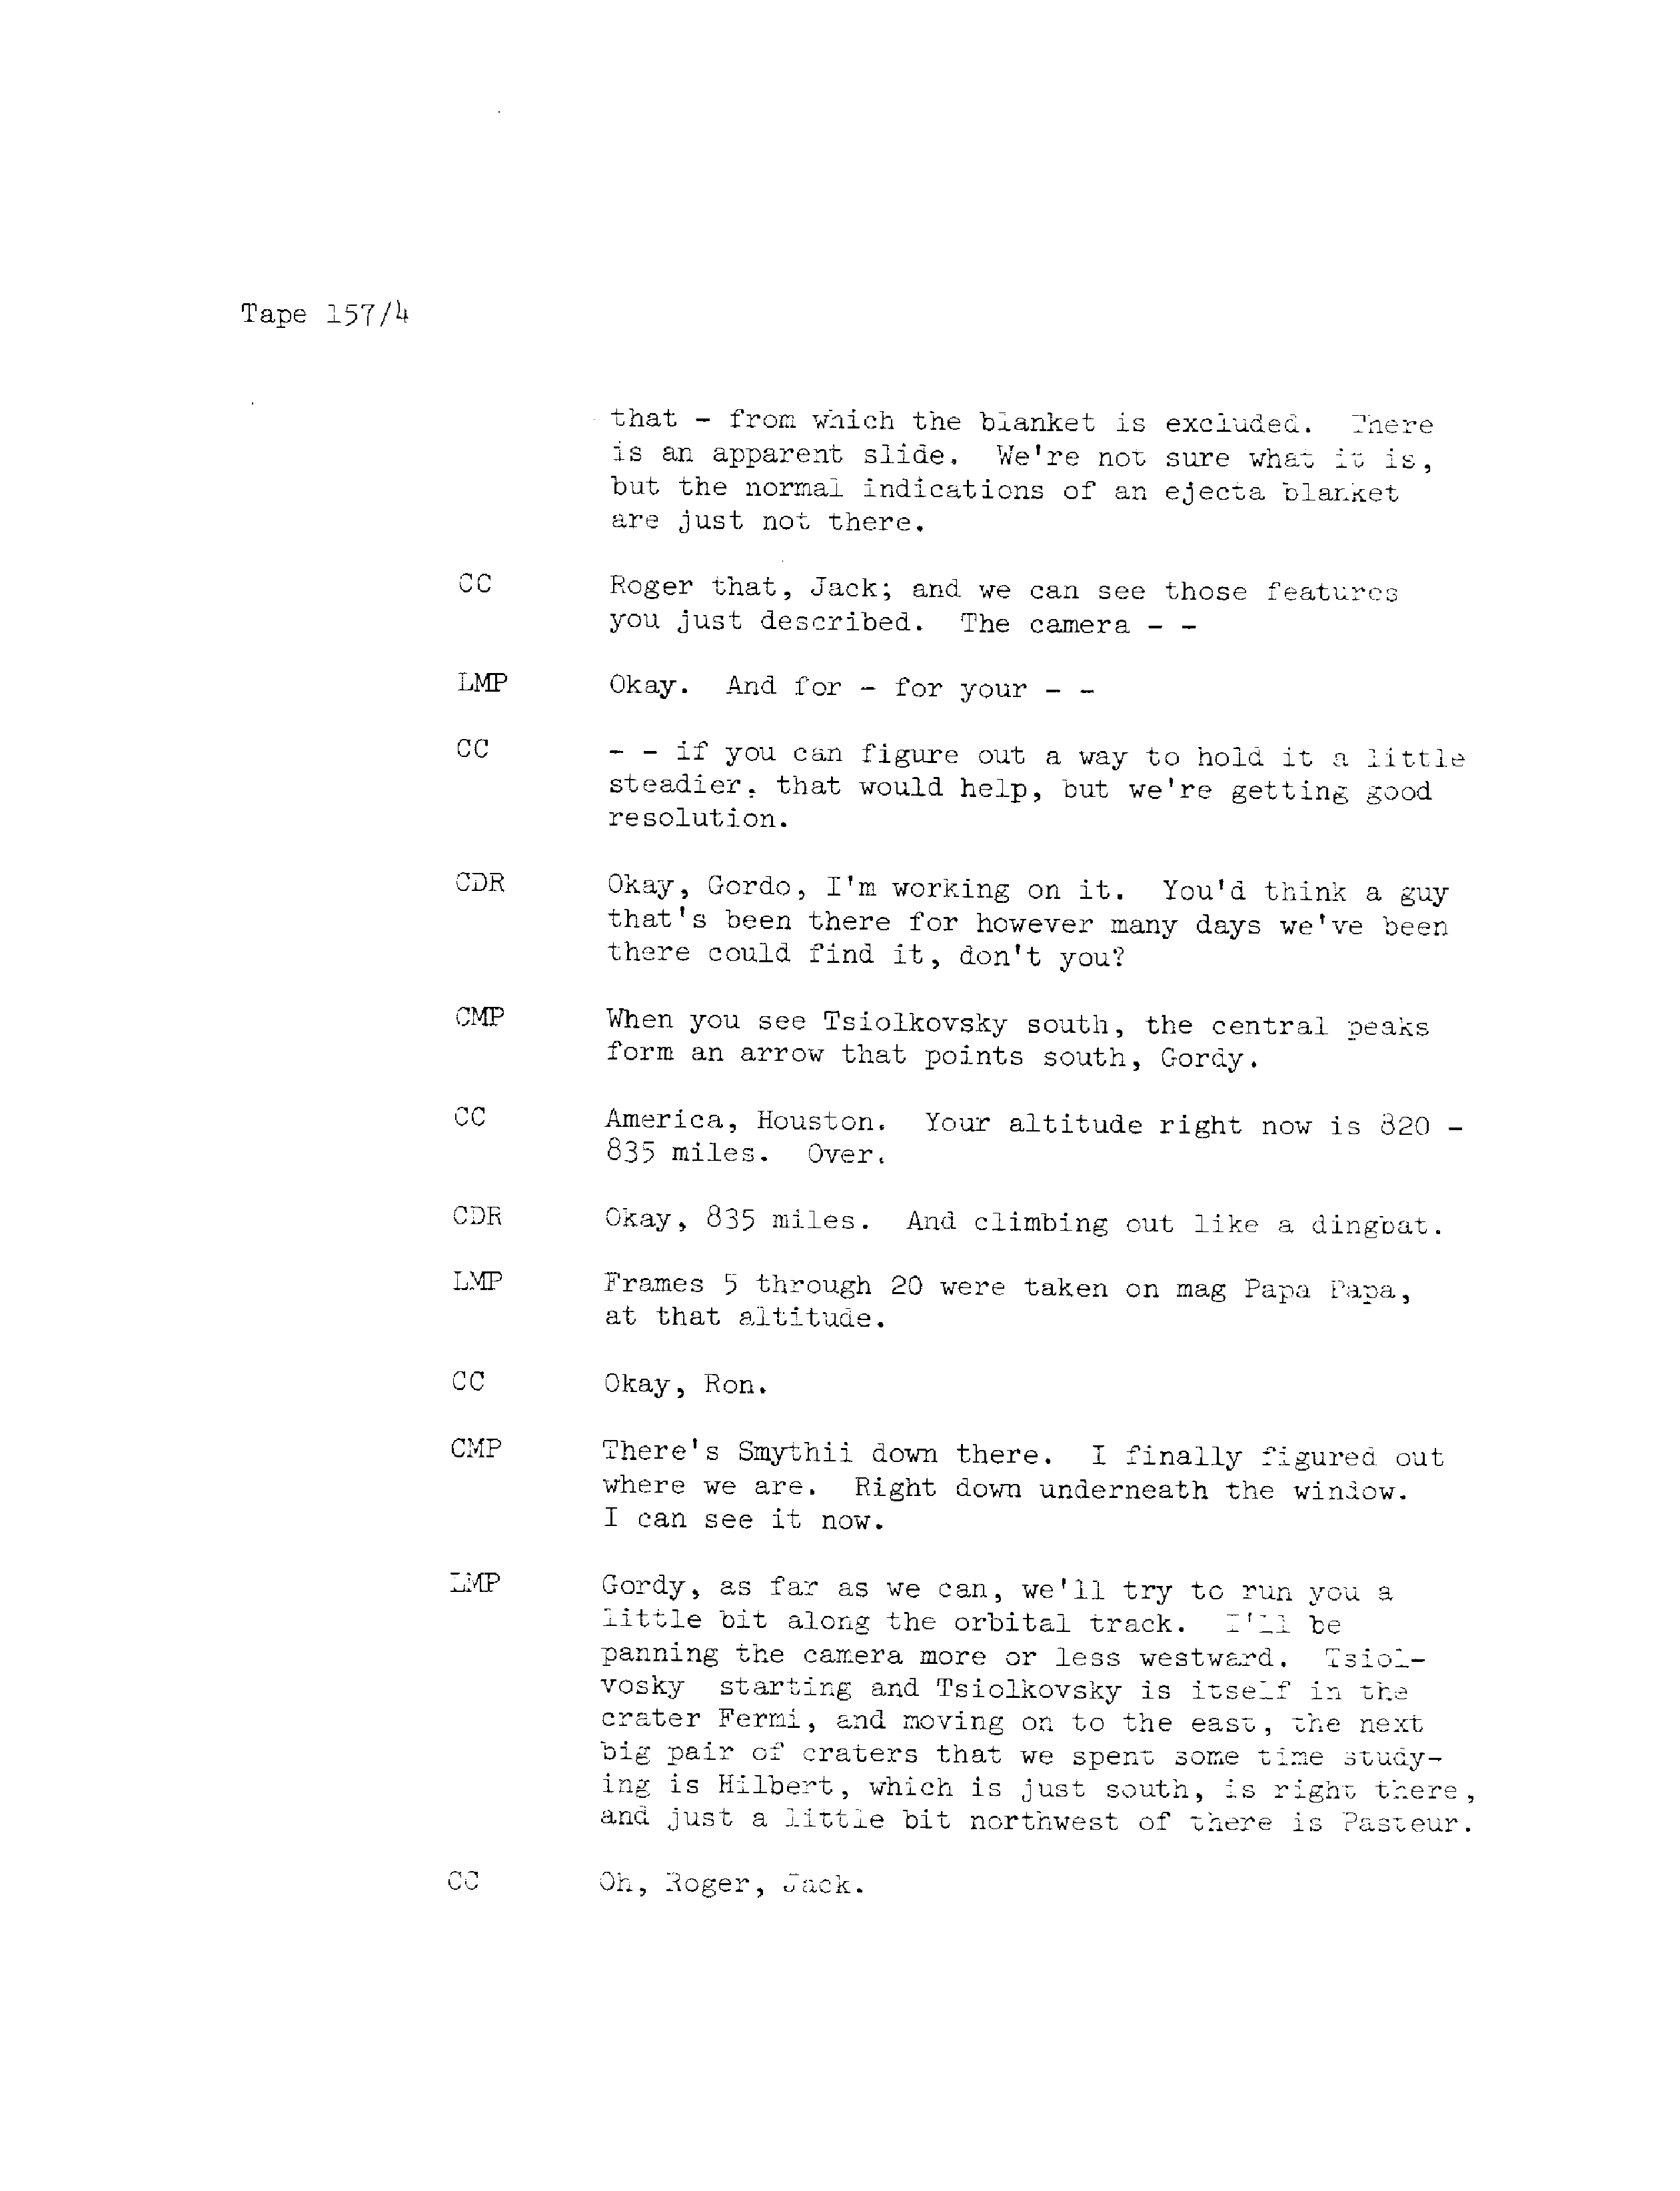 Tape 157/4
that - from which the blanket is excluded. There
is an apparent slide. We're not sure what it is,
but the normal indications of an ejecta blanket
are just not there.
CC Roger that, Jack; and we can see those features
you just described. The camera - -
LMP Okay. And for - for your - -
CC - - if you can figure out a way to hold it a little
steadier, that would help, but we're getting good
resolution.
CDR Okay, Gordo, I'm working on it. You'd think a guy
that's been there for however many days we've been
there could find it, don't you?
CMP When you see Tsiolkovsky south, the central peaks
form an arrow that points south, Gordy.
CC America, Houston. Your altitude right now is 820 -
835 miles. Over.
CDR Okay, 835 miles. And climbing out like a dingbat.
LMP Frames 5 through 20 were taken on mag Papa Papa,
at that altitude.
CC Okay, Ron.
CMP There's Smythii down there. I finally figured out
where we are. Right down underneath the window.
I can see it now.
LMP Gordy, as far as we can, we'll try to run you a
little bit along the orbital track. I'll be
panning the camera more or less westward. Tsiol-
vosky starting and Tsiolkovsky is itself in the
crater Fermi, and moving on to the east, the next
big pair of craters that we spent some time study-
ing is Hilbert, which is just south, is right there,
and just a little bit northwest of there is Pasteur.
CC Oh, Roger, Jack.